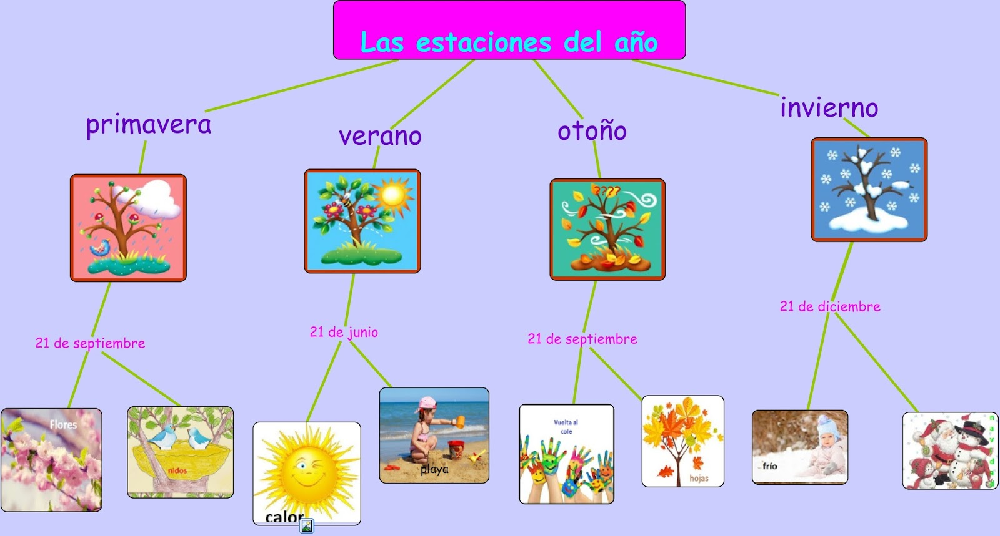 Las estaciones del año
primavera
verano
otoño
invierno
????
21 de septiembre
21 de junio
21 de septiembre
21 de diciembre
Flores
nidos
calor
playa
Vuelta al
cole
hojas
frío
navidad